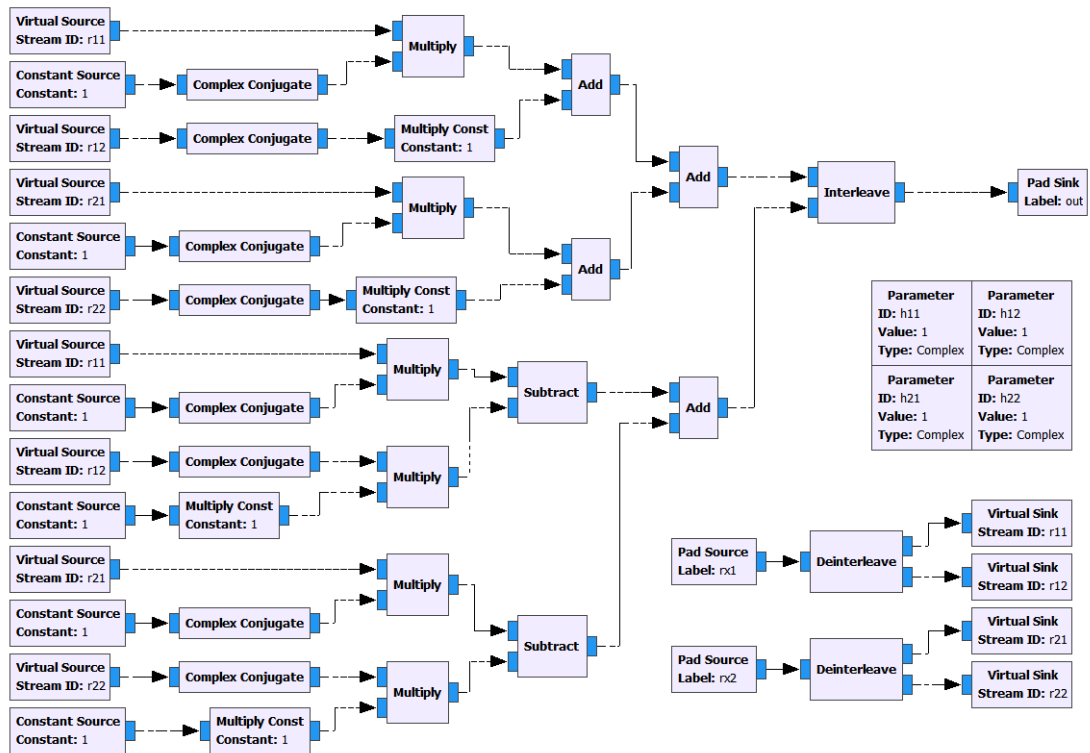 Virtual Source
Stream ID: r11
Multiply
Constant Source
Constant: 1
Complex Conjugate
Add
Virtual Source
Stream ID: r12
Complex Conjugate
Multiply Const
Constant: 1
Add
Interleave
Pad Sink
Label: out
Virtual Source
Stream ID: r21
Multiply
Constant Source
Constant: 1
Complex Conjugate
Add
Virtual Source
Stream ID: r22
Complex Conjugate
Multiply Const
Constant: 1
Parameter
ID: h11
Value: 1
Type: Complex
Parameter
ID: h12
Value: 1
Type: Complex
Virtual Source
Stream ID: r11
Multiply
Constant Source
Constant: 1
Complex Conjugate
Subtract
Add
Parameter
ID: h21
Value: 1
Type: Complex
Parameter
ID: h22
Value: 1
Type: Complex
Virtual Source
Stream ID: r12
Complex Conjugate
Multiply
Constant Source
Constant: 1
Multiply Const
Constant: 1
Virtual Source
Stream ID: r21
Multiply
Pad Source
Label: rx1
Deinterleave
Virtual Sink
Stream ID: r11
Virtual Sink
Stream ID: r12
Constant Source
Constant: 1
Complex Conjugate
Subtract
Virtual Source
Stream ID: r22
Complex Conjugate
Multiply
Pad Source
Label: rx2
Deinterleave
Virtual Sink
Stream ID: r21
Virtual Sink
Stream ID: r22
Constant Source
Constant: 1
Multiply Const
Constant: 1